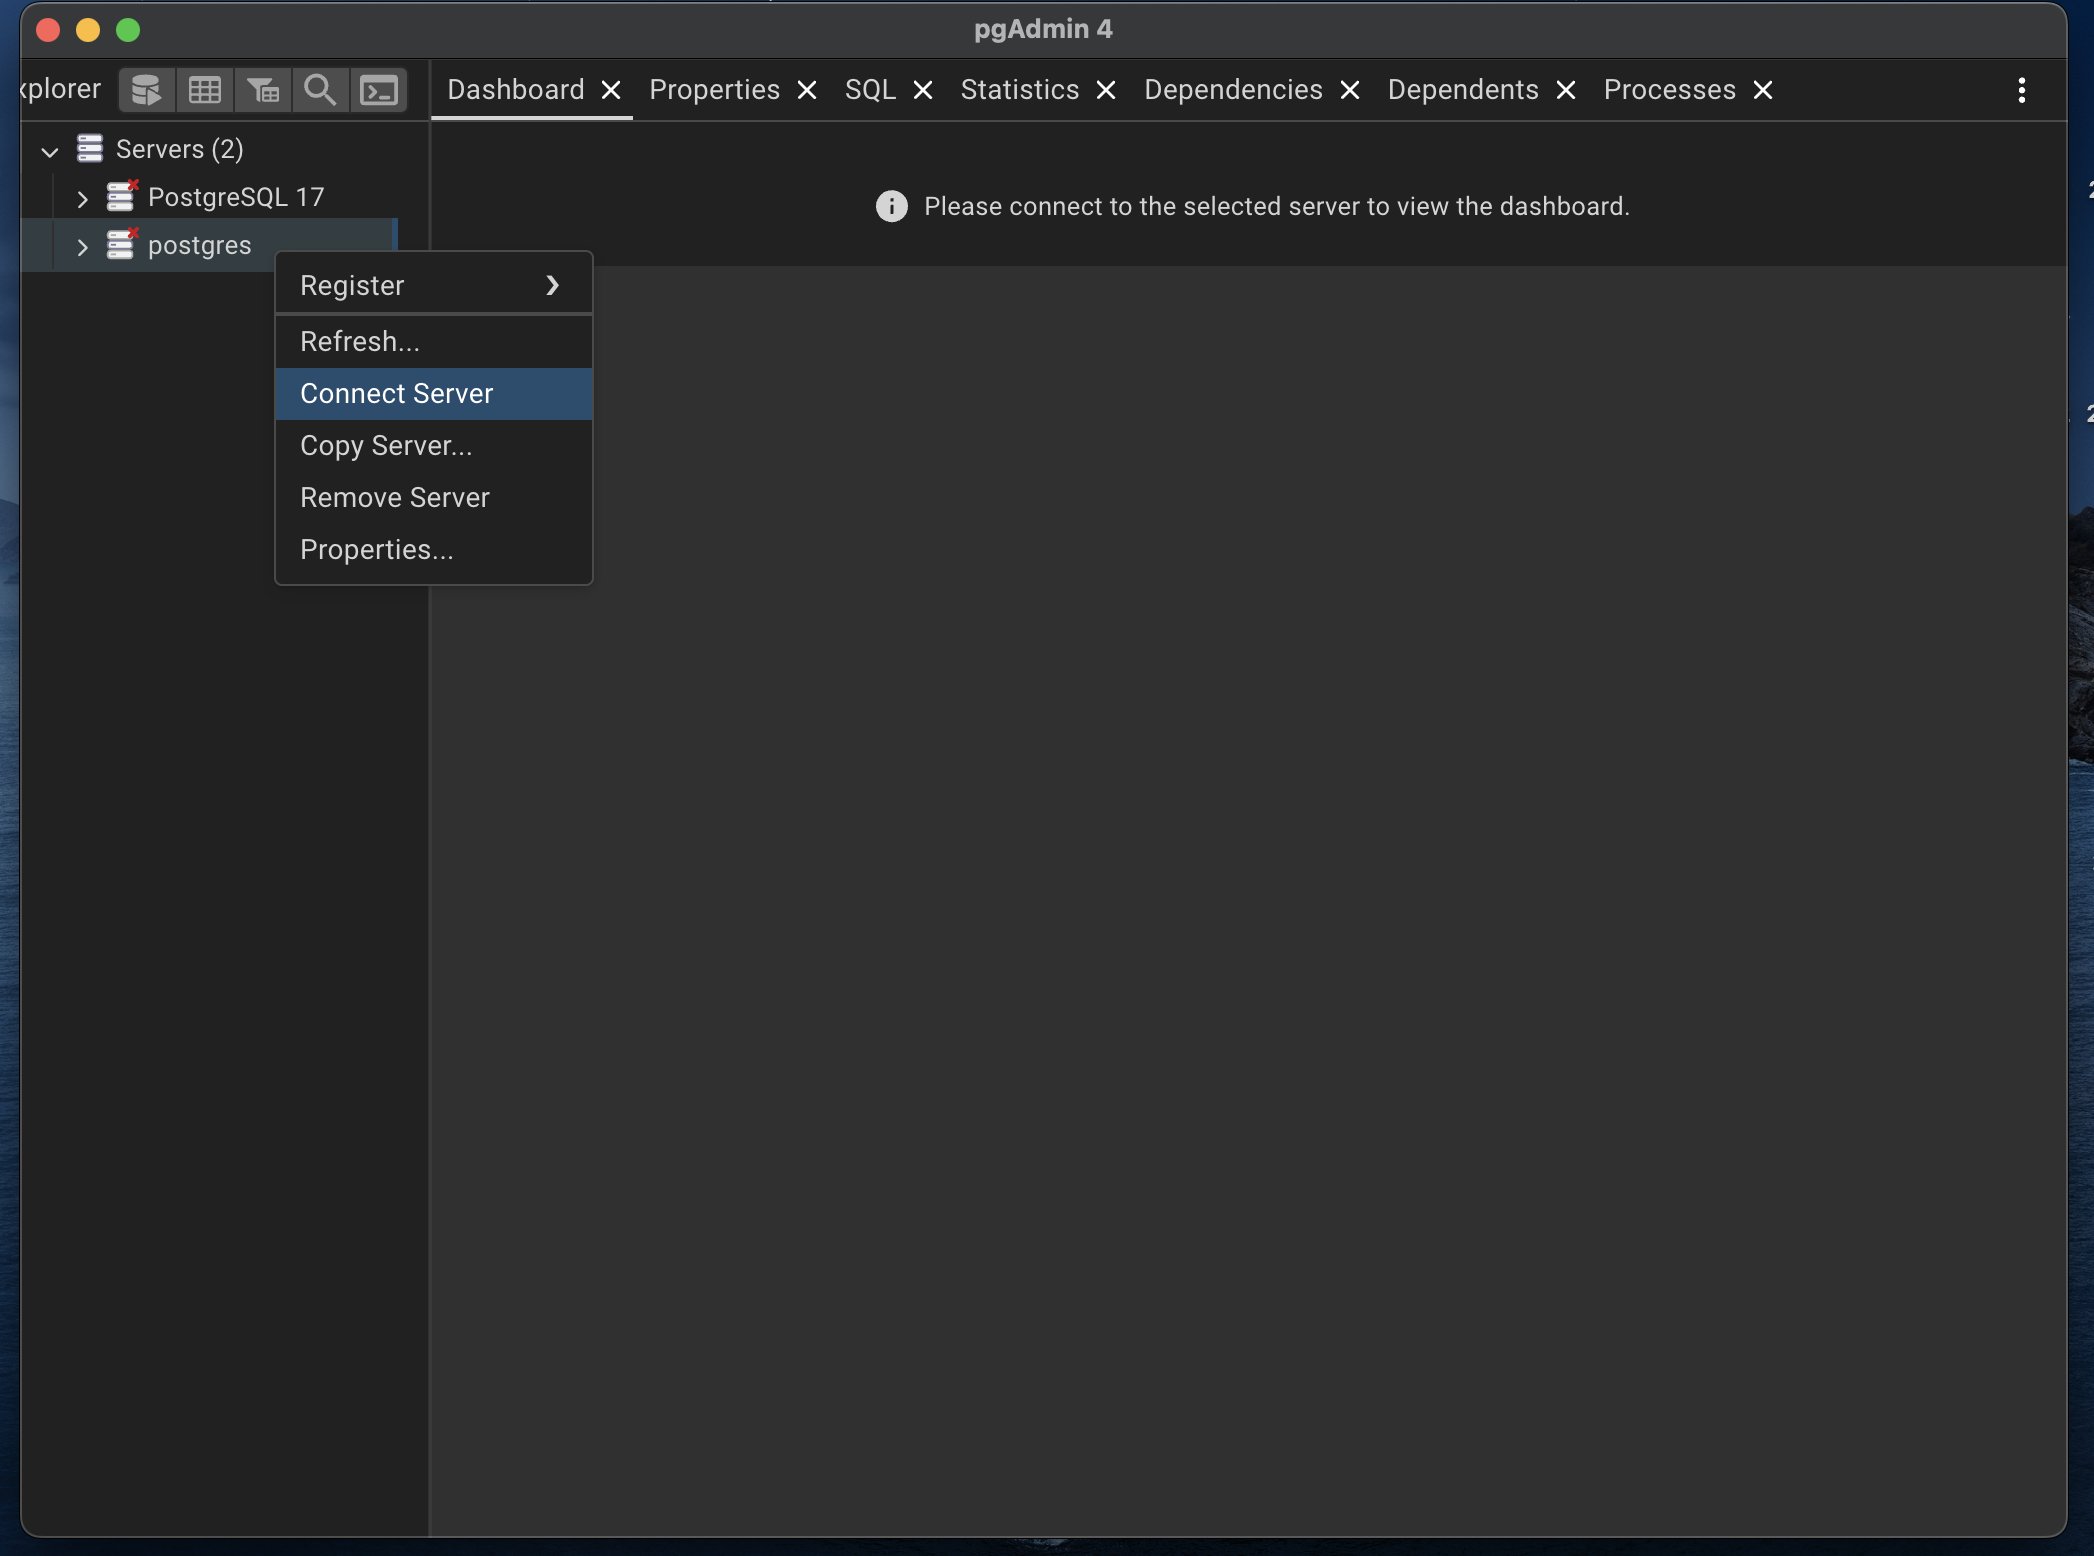 pgAdmin 4
xplorer
Dashboard Properties SQL Statistics Dependencies Dependents Processes
Servers (2)
PostgreSQL 17
postgres
Please connect to the selected server to view the dashboard.
Register
Refresh...
Connect Server
Copy Server...
Remove Server
Properties...